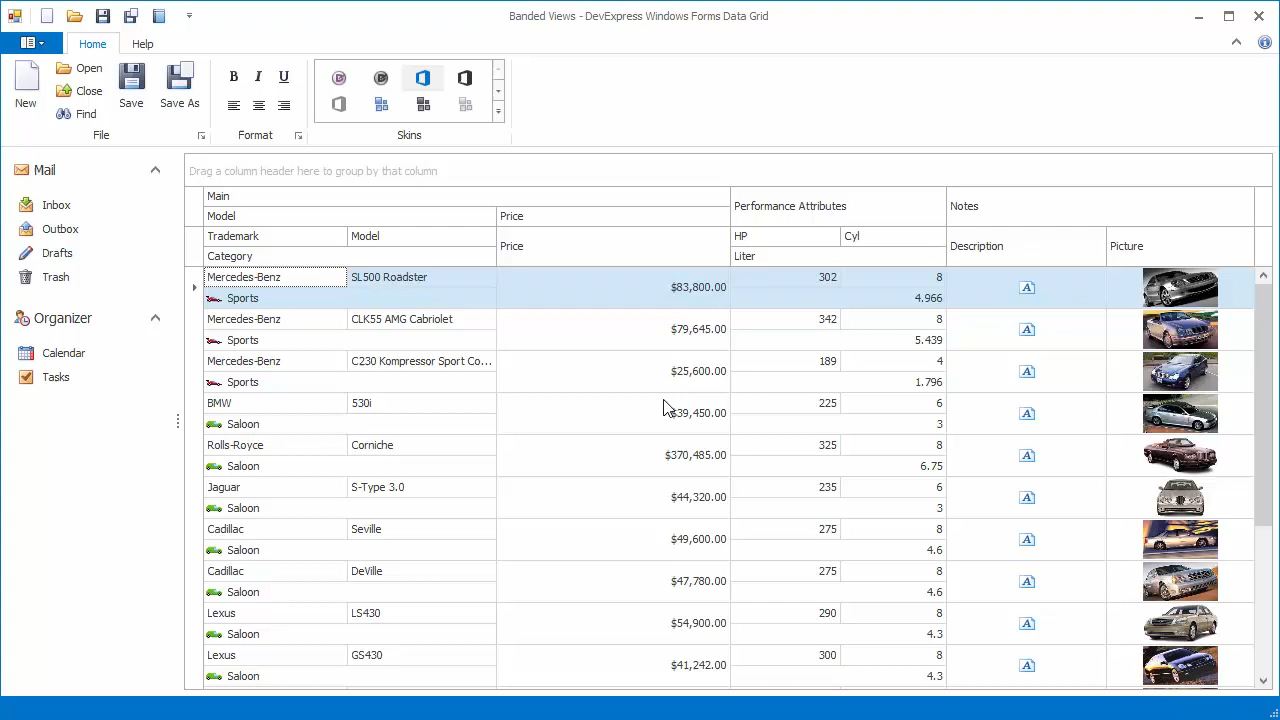 Banded Views - DevExpress Windows Forms Data Grid
Home Help
New
Open
Close
Find
Save
Save As
File
B I U
Format
Skins
Mail
Inbox
Outbox
Drafts
Trash
Organizer
Calendar
Tasks
Drag a column header here to group by that column
Main Performance Attributes Notes
Model Price
Trademark Model Price HP Cyl Description Picture
Category Liter
Mercedes-Benz SL500 Roadster $83,800.00 302 8 A
Sports 4.966
Mercedes-Benz CLK55 AMG Cabriolet $79,645.00 342 8 A
Sports 5.439
Mercedes-Benz C230 Kompressor Sport Co... $25,600.00 189 4 A
Sports 1.796
BMW 530i $39,450.00 225 6 A
Saloon 3
Rolls-Royce Corniche $370,485.00 325 8 A
Saloon 6.75
Jaguar S-Type 3.0 $44,320.00 235 6 A
Saloon 3
Cadillac Seville $49,600.00 275 8 A
Saloon 4.6
Cadillac DeVille $47,780.00 275 8 A
Saloon 4.6
Lexus LS430 $54,900.00 290 8 A
Saloon 4.3
Lexus GS430 $41,242.00 300 8 A
Saloon 4.3